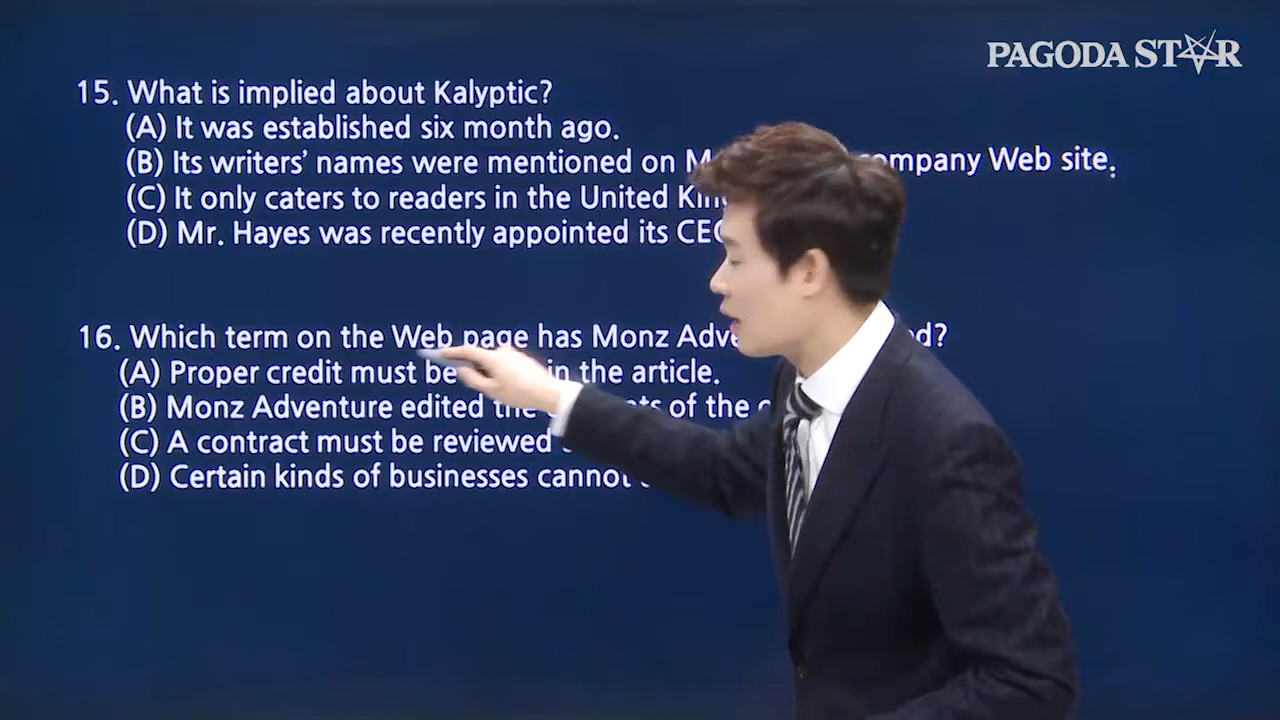 PAGODA STAR
15. What is implied about Kalyptic?
(A) It was established six month ago.
(B) Its writers’ names were mentioned on Web site.
(C) It only caters to readers in the United
(D) Mr. Hayes was recently appointed its CEO
16. Which term on the Web page has Monz
(A) Proper credit must be in the article.
(B) Monz Adventure edited the of the
(C) A contract must be reviewed
(D) Certain kinds of businesses cannot